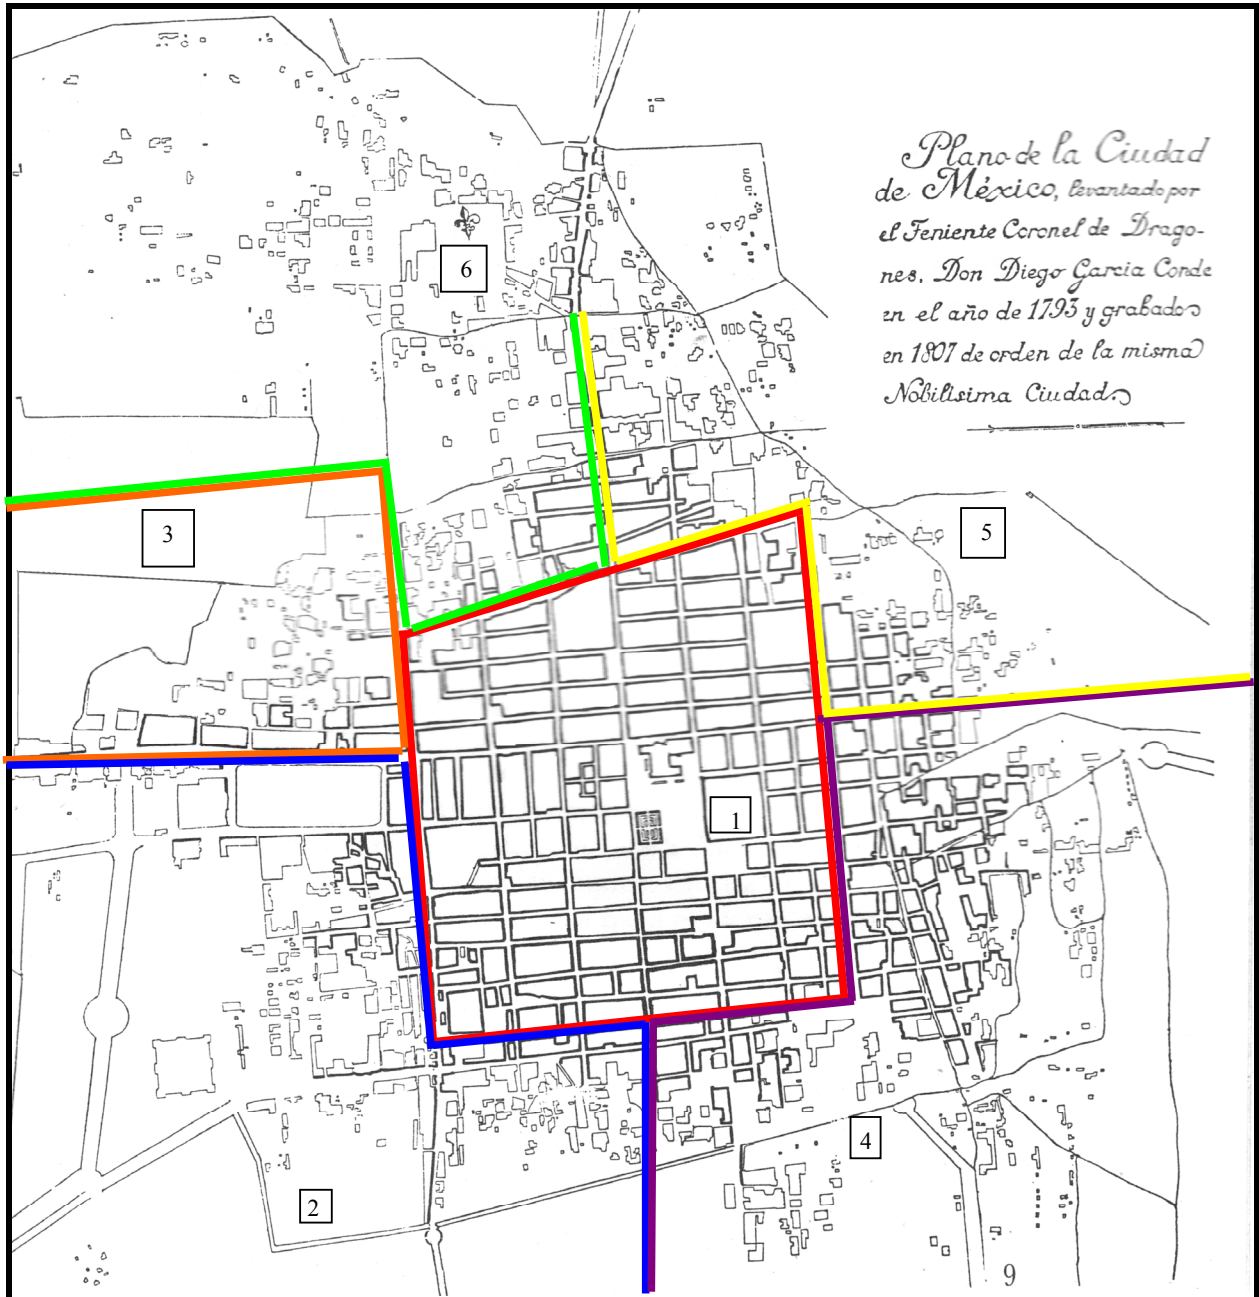 Plano de la Ciudad
de México, levantado por
el Teniente Coronel de Drago-
nes, Don Diego Garcia Conde
en el año de 1793 y grabado
en 1807 de orden de la misma
Nobilisima Ciudad.
6
3
5
1
4
2
9